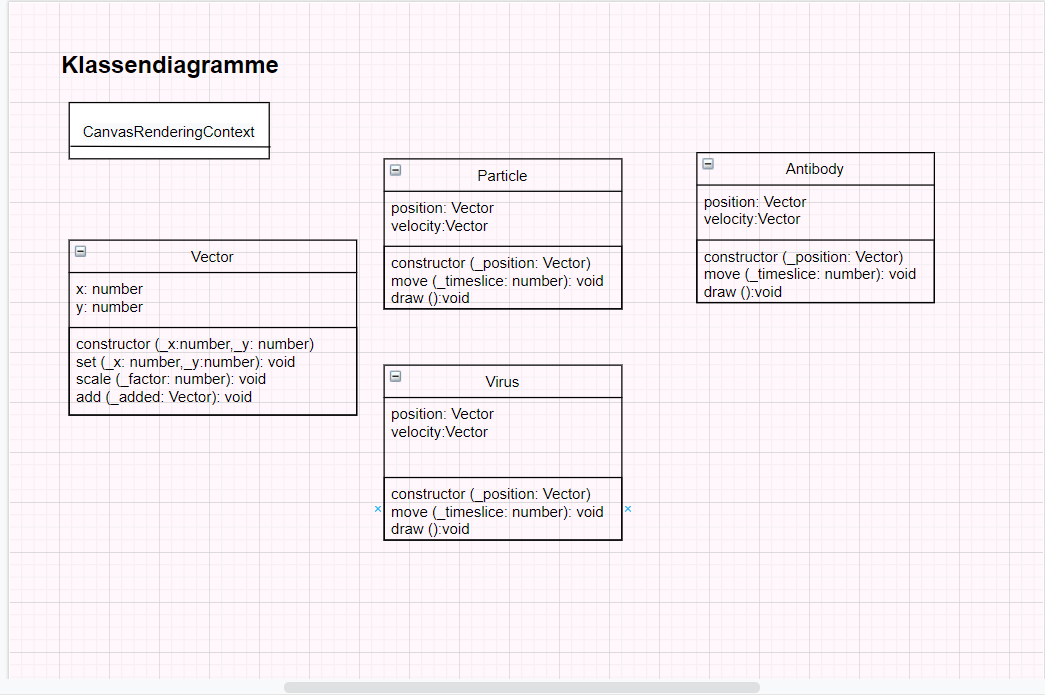 Klassendiagramme
CanvasRenderingContext
Vector
x: number
y: number
constructor (_x:number,_y: number)
set (_x: number,_y:number): void
scale (_factor: number): void
add (_added: Vector): void
Particle
position: Vector
velocity:Vector
constructor (_position: Vector)
move (_timeslice: number): void
draw ():void
Virus
position: Vector
velocity:Vector
constructor (_position: Vector)
move (_timeslice: number): void
draw ():void
Antibody
position: Vector
velocity:Vector
constructor (_position: Vector)
move (_timeslice: number): void
draw ():void